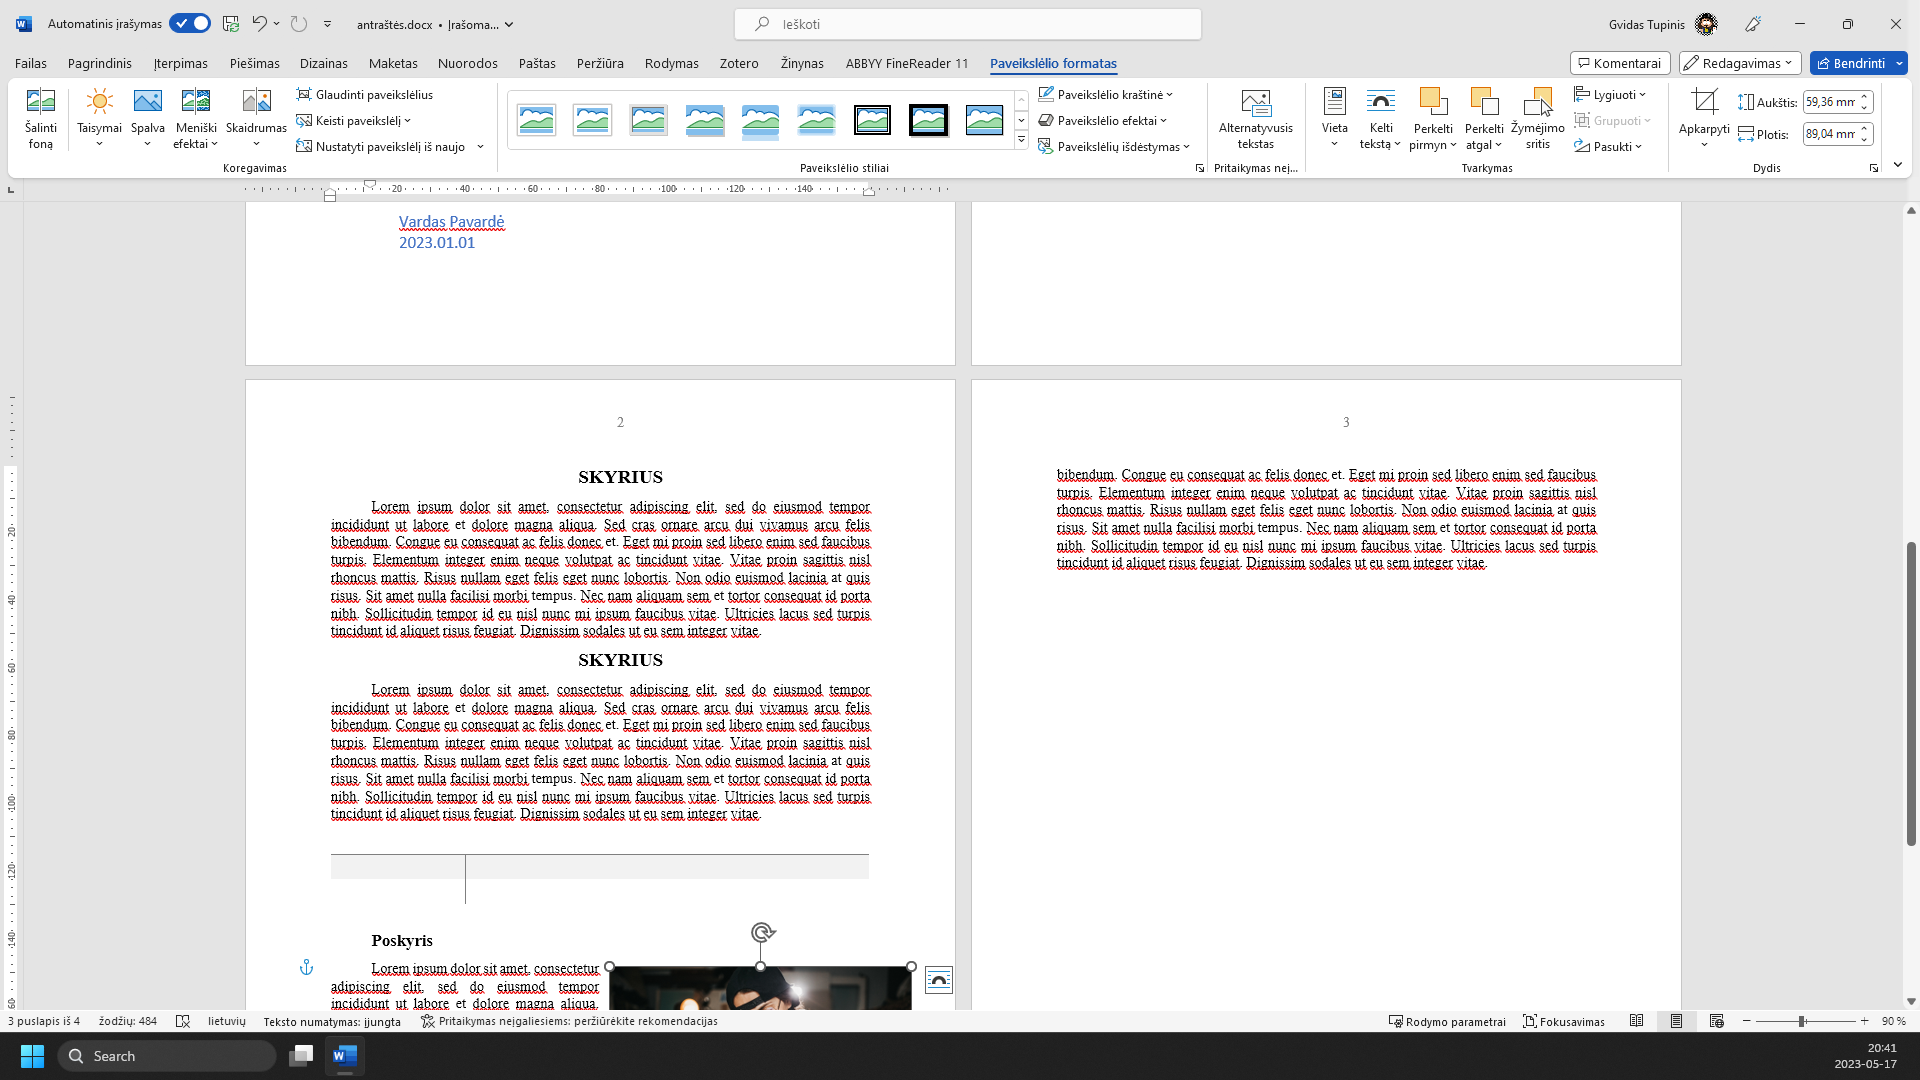 Automatinis įrašymas
antraštės.docx • Įrašoma...
Ieškoti
Gvidas Tupinis
Failas Pagrindinis Įterpimas Piešimas Dizainas Maketas Nuorodos Paštas Peržiūra Rodymas Zotero Žinynas ABBYY FineReader 11 Paveikslėlio formatas
Komentarai Redagavimas Bendrinti
Šalinti foną
Taisymai
Spalva
Meniški efektai
Skaidrumas
Glaudinti paveikslėlius
Keisti paveikslėlį
Nustatyti paveikslėlį iš naujo
Koregavimas
Paveikslėlio kraštinė
Paveikslėlio efektai
Paveikslėlių išdėstymas
Paveikslėlio stiliai
Alternatyvusis tekstas
Pritaikymas nej...
Vieta
Kelti tekstą
Perkelti pirmyn
Perkelti atgal
Žymėjimo sritis
Lygiuoti
Grupuoti
Pasukti
Tvarkymas
Apkarpyti
Aukštis: 59,36 mm
Plotis: 89,04 mm
Dydis
20 40 60 80 100 120 140
Vardas Pavardė
2023.01.01
2
SKYRIUS
Lorem ipsum dolor sit amet, consectetur adipiscing elit, sed do eiusmod tempor
incididunt ut labore et dolore magna aliqua. Sed cras ornare arcu dui vivamus arcu felis
bibendum. Congue eu consequat ac felis donec et. Eget mi proin sed libero enim sed faucibus
turpis. Elementum integer enim neque volutpat ac tincidunt vitae. Vitae proin sagittis nisl
rhoncus mattis. Risus nullam eget felis eget nunc lobortis. Non odio euismod lacinia at quis
risus. Sit amet nulla facilisi morbi tempus. Nec nam aliquam sem et tortor consequat id porta
nibh. Sollicitudin tempor id eu nisl nunc mi ipsum faucibus vitae. Ultricies lacus sed turpis
tincidunt id aliquet risus feugiat. Dignissim sodales ut eu sem integer vitae.
SKYRIUS
Lorem ipsum dolor sit amet, consectetur adipiscing elit, sed do eiusmod tempor
incididunt ut labore et dolore magna aliqua. Sed cras ornare arcu dui vivamus arcu felis
bibendum. Congue eu consequat ac felis donec et. Eget mi proin sed libero enim sed faucibus
turpis. Elementum integer enim neque volutpat ac tincidunt vitae. Vitae proin sagittis nisl
rhoncus mattis. Risus nullam eget felis eget nunc lobortis. Non odio euismod lacinia at quis
risus. Sit amet nulla facilisi morbi tempus. Nec nam aliquam sem et tortor consequat id porta
nibh. Sollicitudin tempor id eu nisl nunc mi ipsum faucibus vitae. Ultricies lacus sed turpis
tincidunt id aliquet risus feugiat. Dignissim sodales ut eu sem integer vitae.
Poskyris
Lorem ipsum dolor sit amet, consectetur
adipiscing elit, sed do eiusmod tempor
incididunt ut labore et dolore magna aliqua.
3
bibendum. Congue eu consequat ac felis donec et. Eget mi proin sed libero enim sed faucibus
turpis. Elementum integer enim neque volutpat ac tincidunt vitae. Vitae proin sagittis nisl
rhoncus mattis. Risus nullam eget felis eget nunc lobortis. Non odio euismod lacinia at quis
risus. Sit amet nulla facilisi morbi tempus. Nec nam aliquam sem et tortor consequat id porta
nibh. Sollicitudin tempor id eu nisl nunc mi ipsum faucibus vitae. Ultricies lacus sed turpis
tincidunt id aliquet risus feugiat. Dignissim sodales ut eu sem integer vitae.
20
40
60
80
100
120
140
60
3 puslapis iš 4 žodžių: 484 lietuvių Teksto numatymas: įjungta Pritaikymas neįgaliesiems: peržiūrėkite rekomendacijas
Rodymo parametrai Fokusavimas 90 %
Search
20:41
2023-05-17